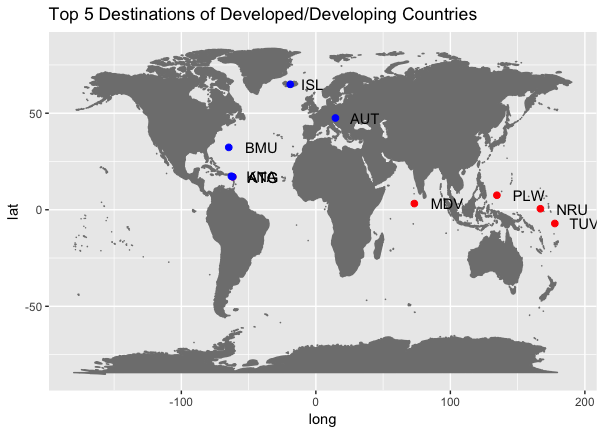 Top 5 Destinations of Developed/Developing Countries
lat
50
0
-50
ISL
AUT
BMU
KNA
ATG
MDV
PLW
NRU
TUV
-100
0
100
200
long